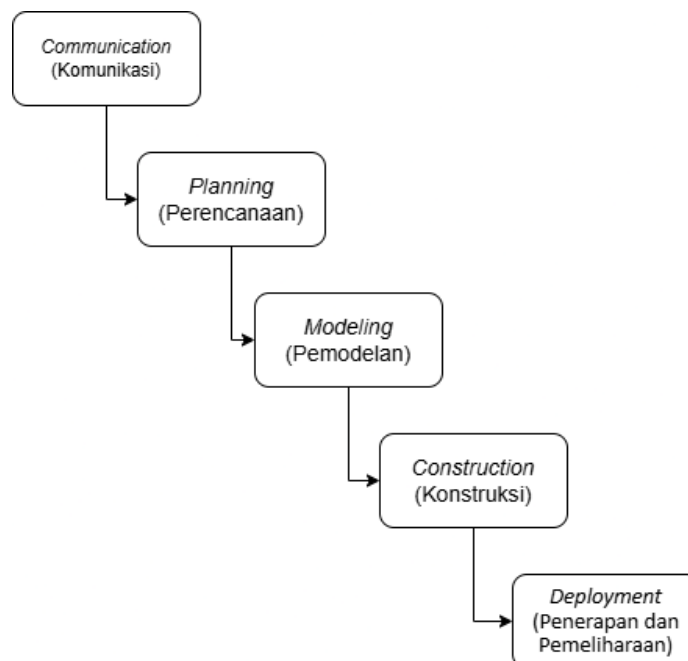 Communication
(Komunikasi)
Planning
(Perencanaan)
Modeling
(Pemodelan)
Construction
(Konstruksi)
Deployment
(Penerapan dan
Pemeliharaan)